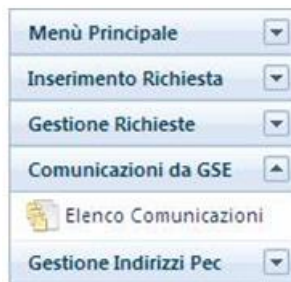 Menù Principale
Inserimento Richiesta
Gestione Richieste
Comunicazioni da GSE
Elenco Comunicazioni
Gestione Indirizzi Pec